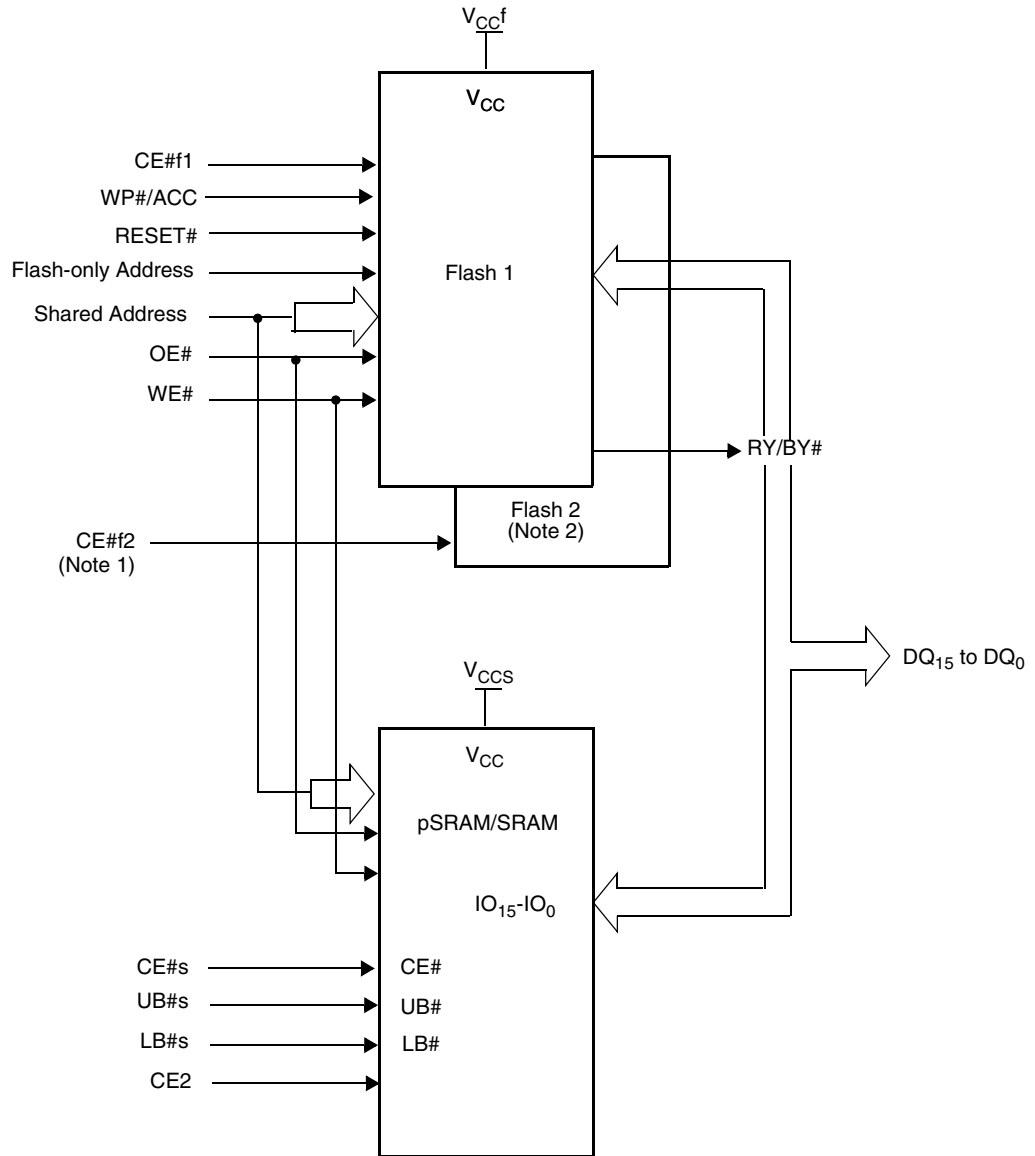 VCCf
VCC
CE#f1
WP#/ACC
RESET#
Flash-only Address
Flash 1
Shared Address
OE#
WE#
RY/BY#
Flash 2
(Note 2)
CE#f2
(Note 1)
DQ15 to DQ0
VCCS
VCC
pSRAM/SRAM
IO15-IO0
CE#s
CE#
UB#s
UB#
LB#s
LB#
CE2